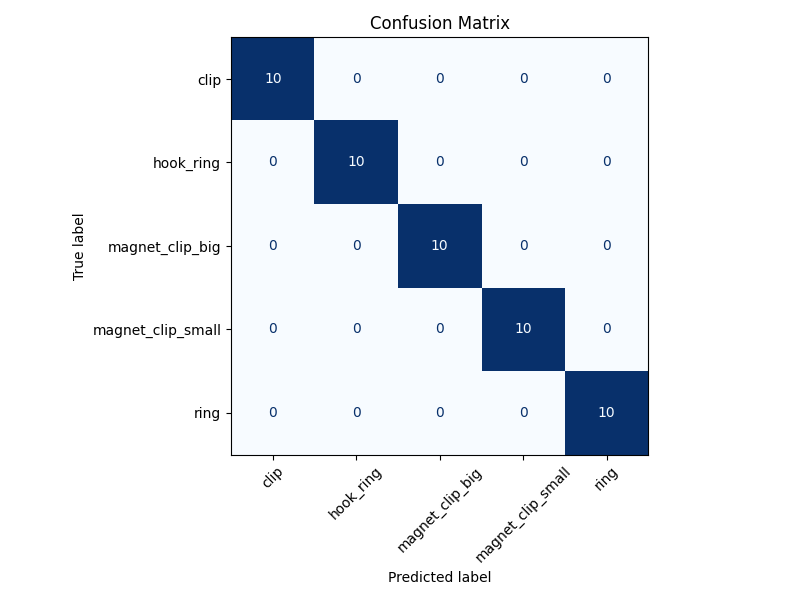 Confusion Matrix
True label
clip 10 0 0 0 0
hook_ring 0 10 0 0 0
magnet_clip_big 0 0 10 0 0
magnet_clip_small 0 0 0 10 0
ring 0 0 0 0 10
clip hook_ring magnet_clip_big magnet_clip_small ring
Predicted label